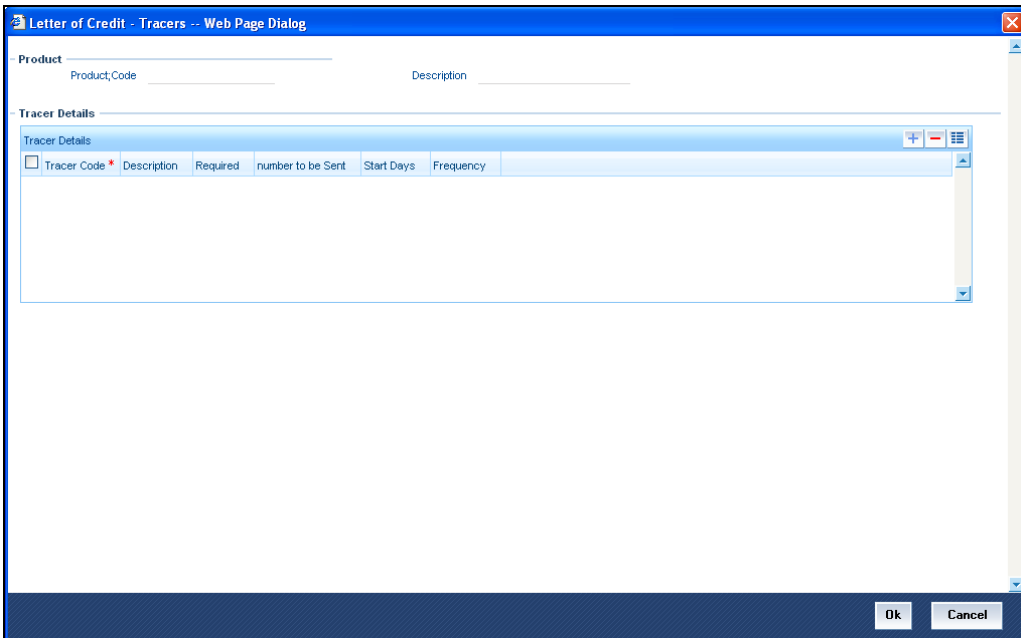 Letter of Credit - Tracers -- Web Page Dialog
Product
Product;Code Description
Tracer Details
Tracer Details
Tracer Code * Description Required number to be Sent Start Days Frequency
Ok Cancel